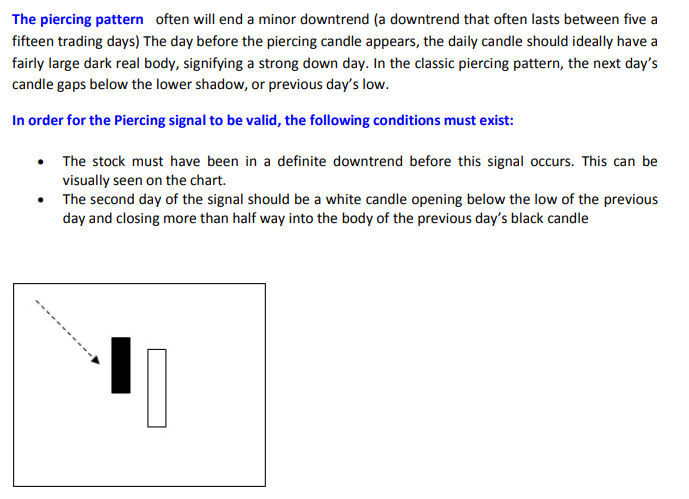 The piercing pattern often will end a minor downtrend (a downtrend that often lasts between five a
fifteen trading days) The day before the piercing candle appears, the daily candle should ideally have a
fairly large dark real body, signifying a strong down day. In the classic piercing pattern, the next day's
candle gaps below the lower shadow, or previous day's low.
In order for the Piercing signal to be valid, the following conditions must exist:
• The stock must have been in a definite downtrend before this signal occurs. This can be
visually seen on the chart.
• The second day of the signal should be a white candle opening below the low of the previous
day and closing more than half way into the body of the previous day's black candle